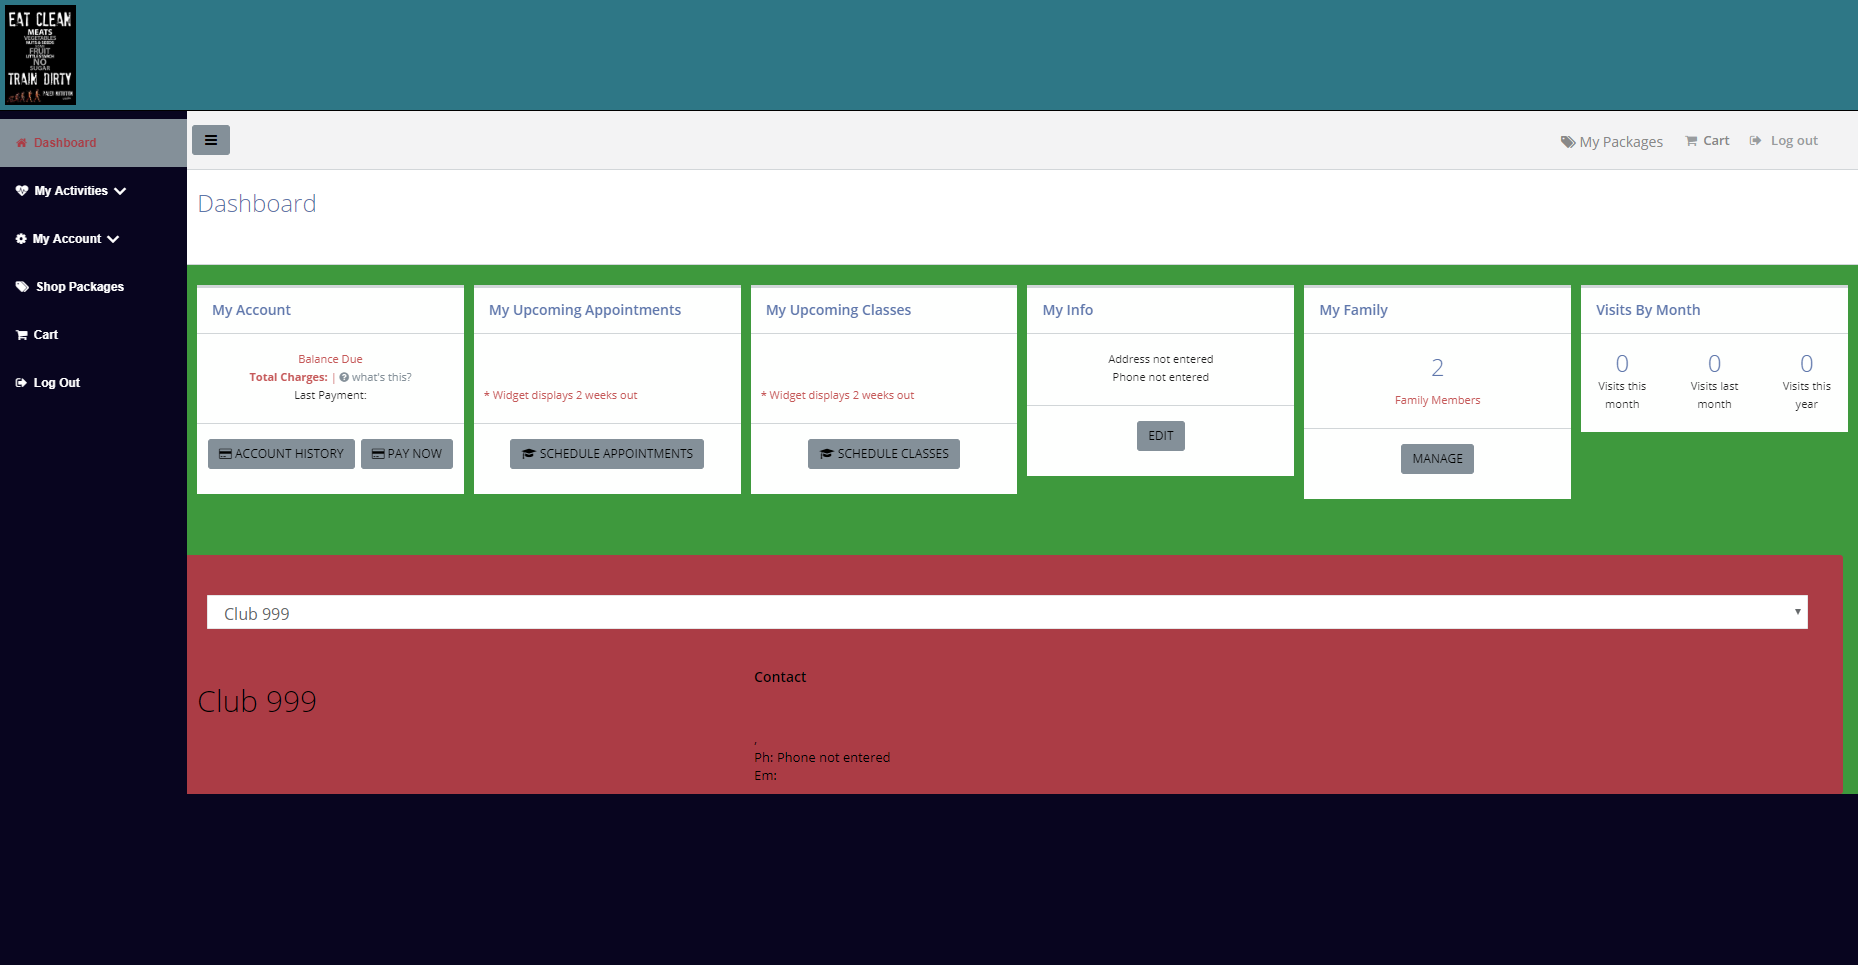 EAT CLEAN
MEATS
VEGETABLES
NUTS & SEEDS
FRUIT
LITTLE STARCH
NO
SUGAR
TRAIN DIRTY
Dashboard
My Activities
My Account
Shop Packages
Cart
Log Out
My Packages
Cart
Log out
Dashboard
My Account
Balance Due
Total Charges: | what's this?
Last Payment:
ACCOUNT HISTORY
PAY NOW
My Upcoming Appointments
* Widget displays 2 weeks out
SCHEDULE APPOINTMENTS
My Upcoming Classes
* Widget displays 2 weeks out
SCHEDULE CLASSES
My Info
Address not entered
Phone not entered
EDIT
My Family
2
Family Members
MANAGE
Visits By Month
0
Visits this
month
0
Visits last
month
0
Visits this
year
Club 999
Club 999
Contact
,
Ph: Phone not entered
Em: